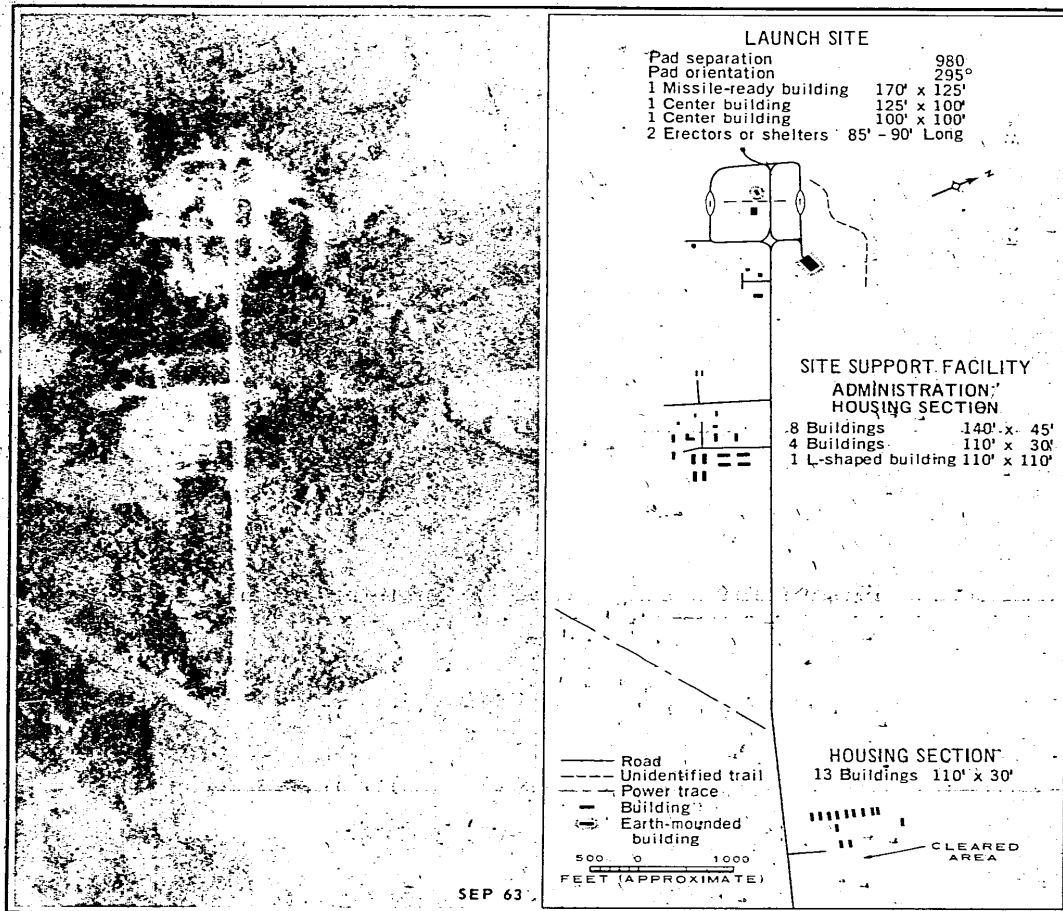 SEP 63
LAUNCH SITE
Pad separation 980'
Pad orientation 295°
1 Missile-ready building 170' x 125'
1 Center building 125' x 100'
1 Center building 100' x 100'
2 Erectors or shelters 85' - 90' Long
N
SITE SUPPORT FACILITY
ADMINISTRATION/
HOUSING SECTION
8 Buildings 140' x 45'
4 Buildings 110' x 30'
1 L-shaped building 110' x 110'
Road
Unidentified trail
Power trace
Building
Earth-mounded
building
500 0 1000
FEET (APPROXIMATE)
HOUSING SECTION
13 Buildings 110' x 30'
CLEARED
AREA